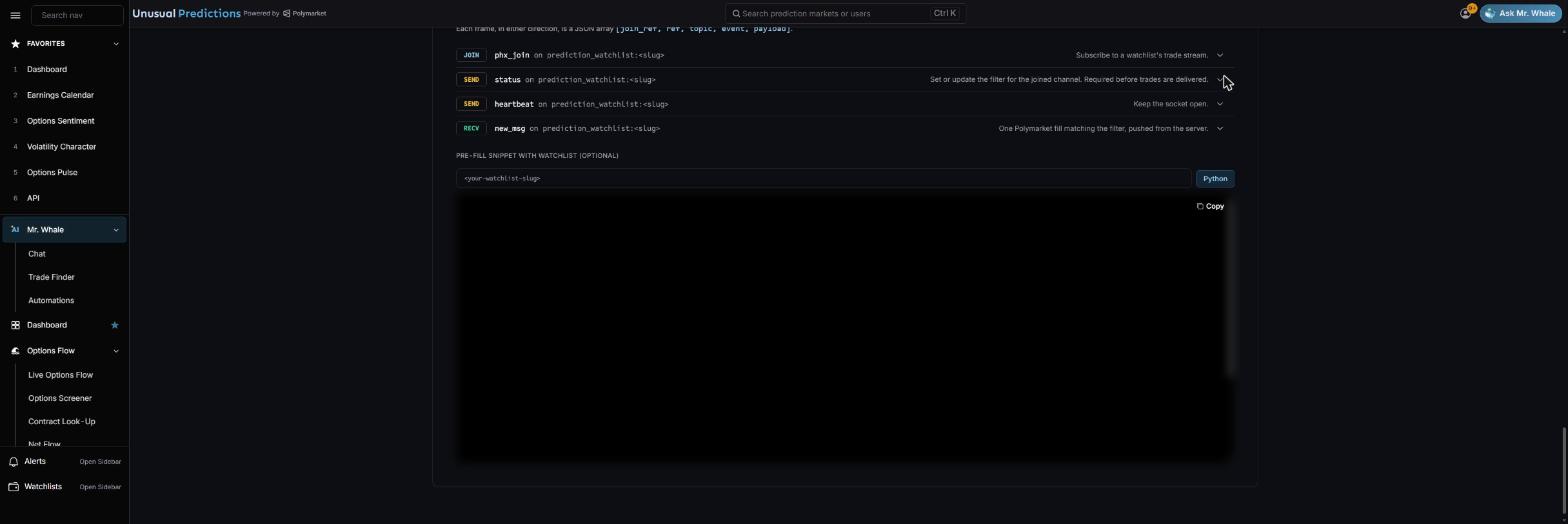 Search nav
Unusual Predictions Powered by Polymarket
Search prediction markets or users Ctrl K
9+
Ask Mr. Whale
FAVORITES
1 Dashboard
2 Earnings Calendar
3 Options Sentiment
4 Volatility Character
5 Options Pulse
6 API
AI Mr. Whale
Chat
Trade Finder
Automations
Dashboard
Options Flow
Live Options Flow
Options Screener
Contract Look-Up
Net Flow
Alerts Open Sidebar
Watchlists Open Sidebar
Each frame, in either direction, is a JSON array [join_ref, ref, topic, event, payload].
JOIN phx_join on prediction_watchlist:<slug> Subscribe to a watchlist's trade stream.
SEND status on prediction_watchlist:<slug> Set or update the filter for the joined channel. Required before trades are delivered.
SEND heartbeat on prediction_watchlist:<slug> Keep the socket open.
RECV new_msg on prediction_watchlist:<slug> One Polymarket fill matching the filter, pushed from the server.
PRE-FILL SNIPPET WITH WATCHLIST (OPTIONAL)
<your-watchlist-slug> Python
Copy